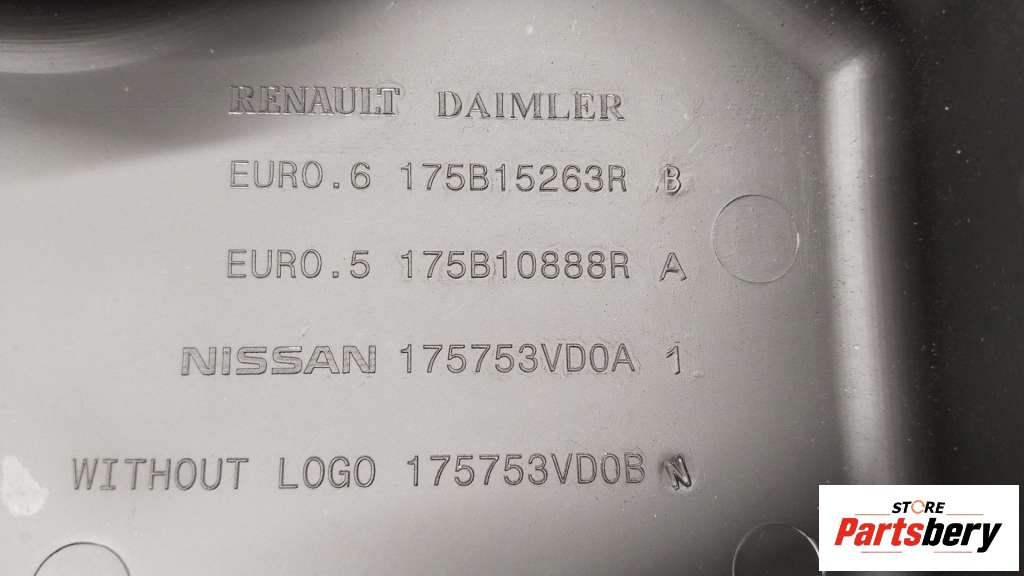 RENAULT DAIMLER
EURO.6 175B15263R B
EURO.5 175B10888R A
NISSAN 175753VD0A 1
WITHOUT LOGO 175753VD0B N
STORE
Partsbery